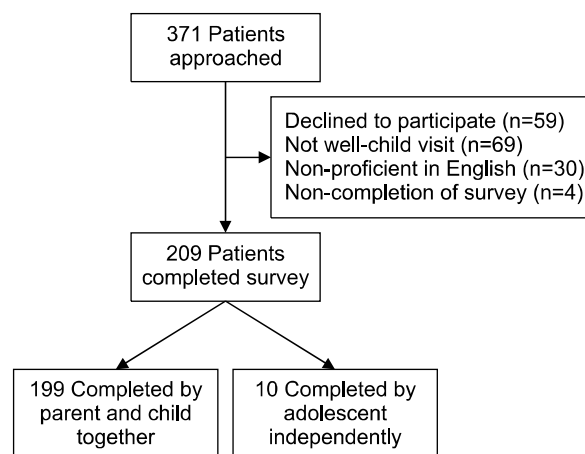 371 Patients
approached
Declined to participate (n=59)
Not well-child visit (n=69)
Non-proficient in English (n=30)
Non-completion of survey (n=4)
209 Patients
completed survey
199 Completed by
parent and child
together
10 Completed by
adolescent
independently